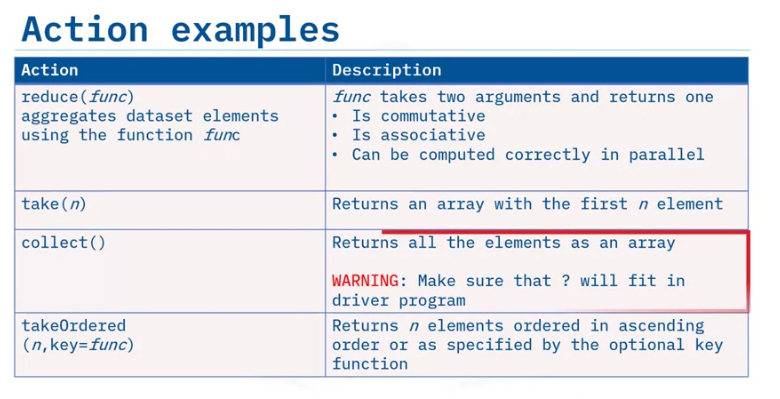 Action examples
Action
Description
reduce(func)
aggregates dataset elements
using the function func
func takes two arguments and returns one
• Is commutative
• Is associative
• Can be computed correctly in parallel
take(n)
Returns an array with the first n element
collect()
Returns all the elements as an array
WARNING: Make sure that ? will fit in
driver program
takeOrdered
(n,key=func)
Returns n elements ordered in ascending
order or as specified by the optional key
function